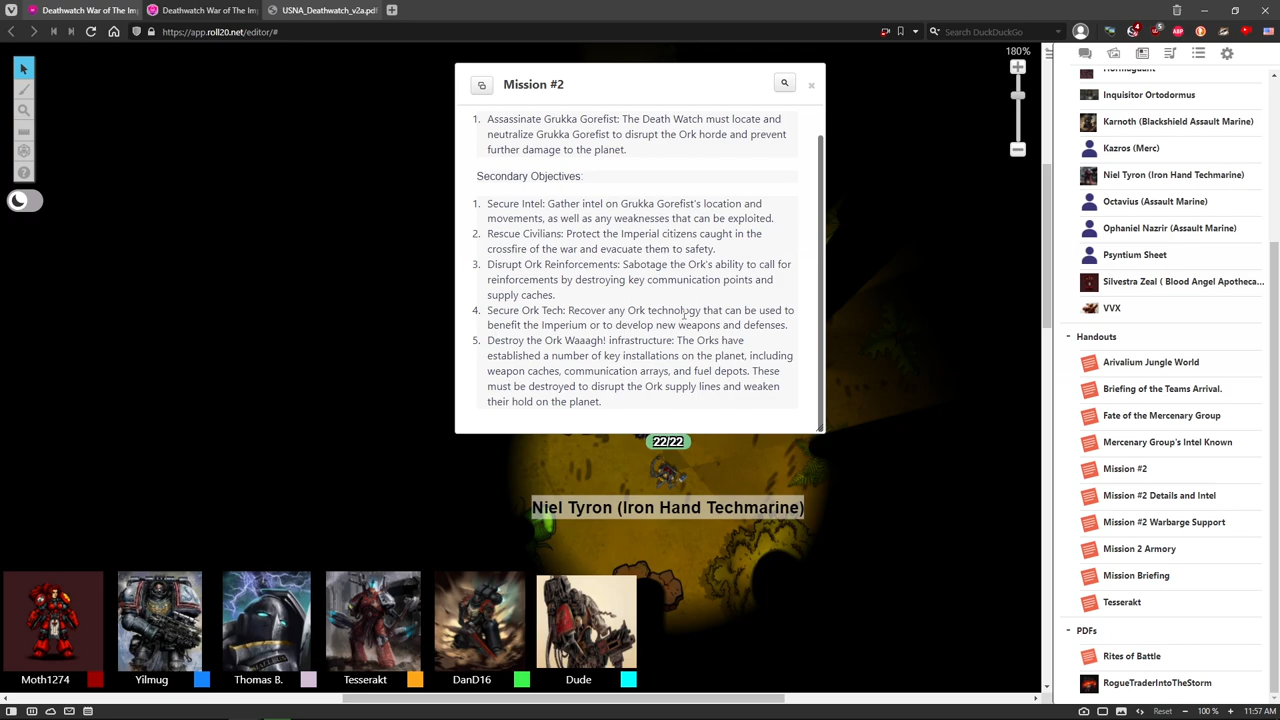 Deathwatch War of The Im
Deathwatch War of The Im
USNA_Deathwatch_v2a.pdf
https://app.roll20.net/editor/#
Search DuckDuckGo
180%
Mission #2
1. Assassinate Grukka Gorefist: The Death Watch must locate and
neutralize Grukka Gorefist to disrupt the Ork horde and prevent
further damage to the planet.
Secondary Objectives:
1. Secure Intel: Gather intel on Grukka Gorefist's location and
movements, as well as any weaknesses that can be exploited.
2. Rescue Civilians: Protect the Imperial citizens caught in the
crossfire of the war and evacuate them to safety.
3. Disrupt Ork Reinforcements: Sabotage the Ork's ability to call for
reinforcements by destroying key communication points and
supply caches.
4. Secure Ork Tech: Recover any Ork technology that can be used to
benefit the Imperium or to develop new weapons and defenses.
5. Destroy the Ork Waaagh! infrastructure: The Orks have
established a number of key installations on the planet, including
weapon caches, communication arrays, and fuel depots. These
must be destroyed to disrupt the Ork supply lines and weaken
their hold on the planet.
22/22
Niel Tyron (Iron Hand Techmarine)
Moth1274
Yilmug
Thomas B.
Tesserakt
DanD16
Dude
Hormagaunt
Inquisitor Ortodormus
Karnoth (Blackshield Assault Marine)
Kazros (Merc)
Niel Tyron (Iron Hand Techmarine)
Octavius (Assault Marine)
Ophaniel Nazrir (Assault Marine)
Psyntium Sheet
Silvestra Zeal ( Blood Angel Apotheca...
VVX
Handouts
Arivalium Jungle World
Briefing of the Teams Arrival.
Fate of the Mercenary Group
Mercenary Group's Intel Known
Mission #2
Mission #2 Details and Intel
Mission #2 Warbarge Support
Mission 2 Armory
Mission Briefing
Tesserakt
PDFs
Rites of Battle
RogueTraderIntoTheStorm
Reset
100 %
11:57 AM